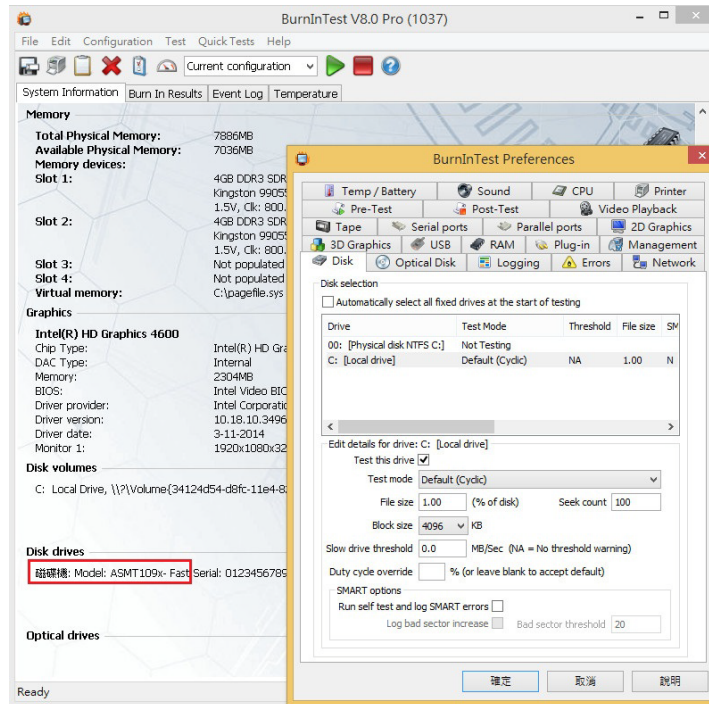 BurnInTest V8.0 Pro (1037)
File Edit Configuration Test Quick Tests Help
Current configuration
System Information Burn In Results Event Log Temperature
Memory
Total Physical Memory: 7886MB
Available Physical Memory: 7036MB
Memory devices:
Slot 1: 4GB DDR3 SDR
Kingston 99055
1.5V, Clk: 800.
Slot 2: 4GB DDR3 SDR
Kingston 99055
1.5V, Clk: 800.
Slot 3: Not populated
Slot 4: Not populated
Virtual memory: C:\pagefile.sys
Graphics
Intel(R) HD Graphics 4600
Chip Type: Intel(R) HD Gra
DAC Type: Internal
Memory: 2304MB
BIOS: Intel Video BIO
Driver provider: Intel Corporatio
Driver version: 10.18.10.3496
Driver date: 3-11-2014
Monitor 1: 1920x1080x32
Disk volumes
C: Local Drive, \\?\Volume{34124d54-d8fc-11e4-8
Disk drives
磁碟機: Model: ASMT109x- Fast Serial: 0123456789
Optical drives
Ready
BurnInTest Preferences
Temp / Battery Sound CPU Printer
Pre-Test Post-Test Video Playback
Tape Serial ports Parallel ports 2D Graphics
3D Graphics USB RAM Plug-in Management
Disk Optical Disk Logging Errors Network
Disk selection
Automatically select all fixed drives at the start of testing
Drive Test Mode Threshold File size SM
00: [Physical disk NTFS C:] Not Testing
C: [Local drive] Default (Cyclic) NA 1.00 N
Edit details for drive: C: [Local drive]
Test this drive
Test mode Default (Cyclic)
File size 1.00 (% of disk) Seek count 100
Block size 4096 KB
Slow drive threshold 0.0 MB/Sec (NA = No threshold warning)
Duty cycle override % (or leave blank to accept default)
SMART options
Run self test and log SMART errors
Log bad sector increase Bad sector threshold 20
確定 取消 說明